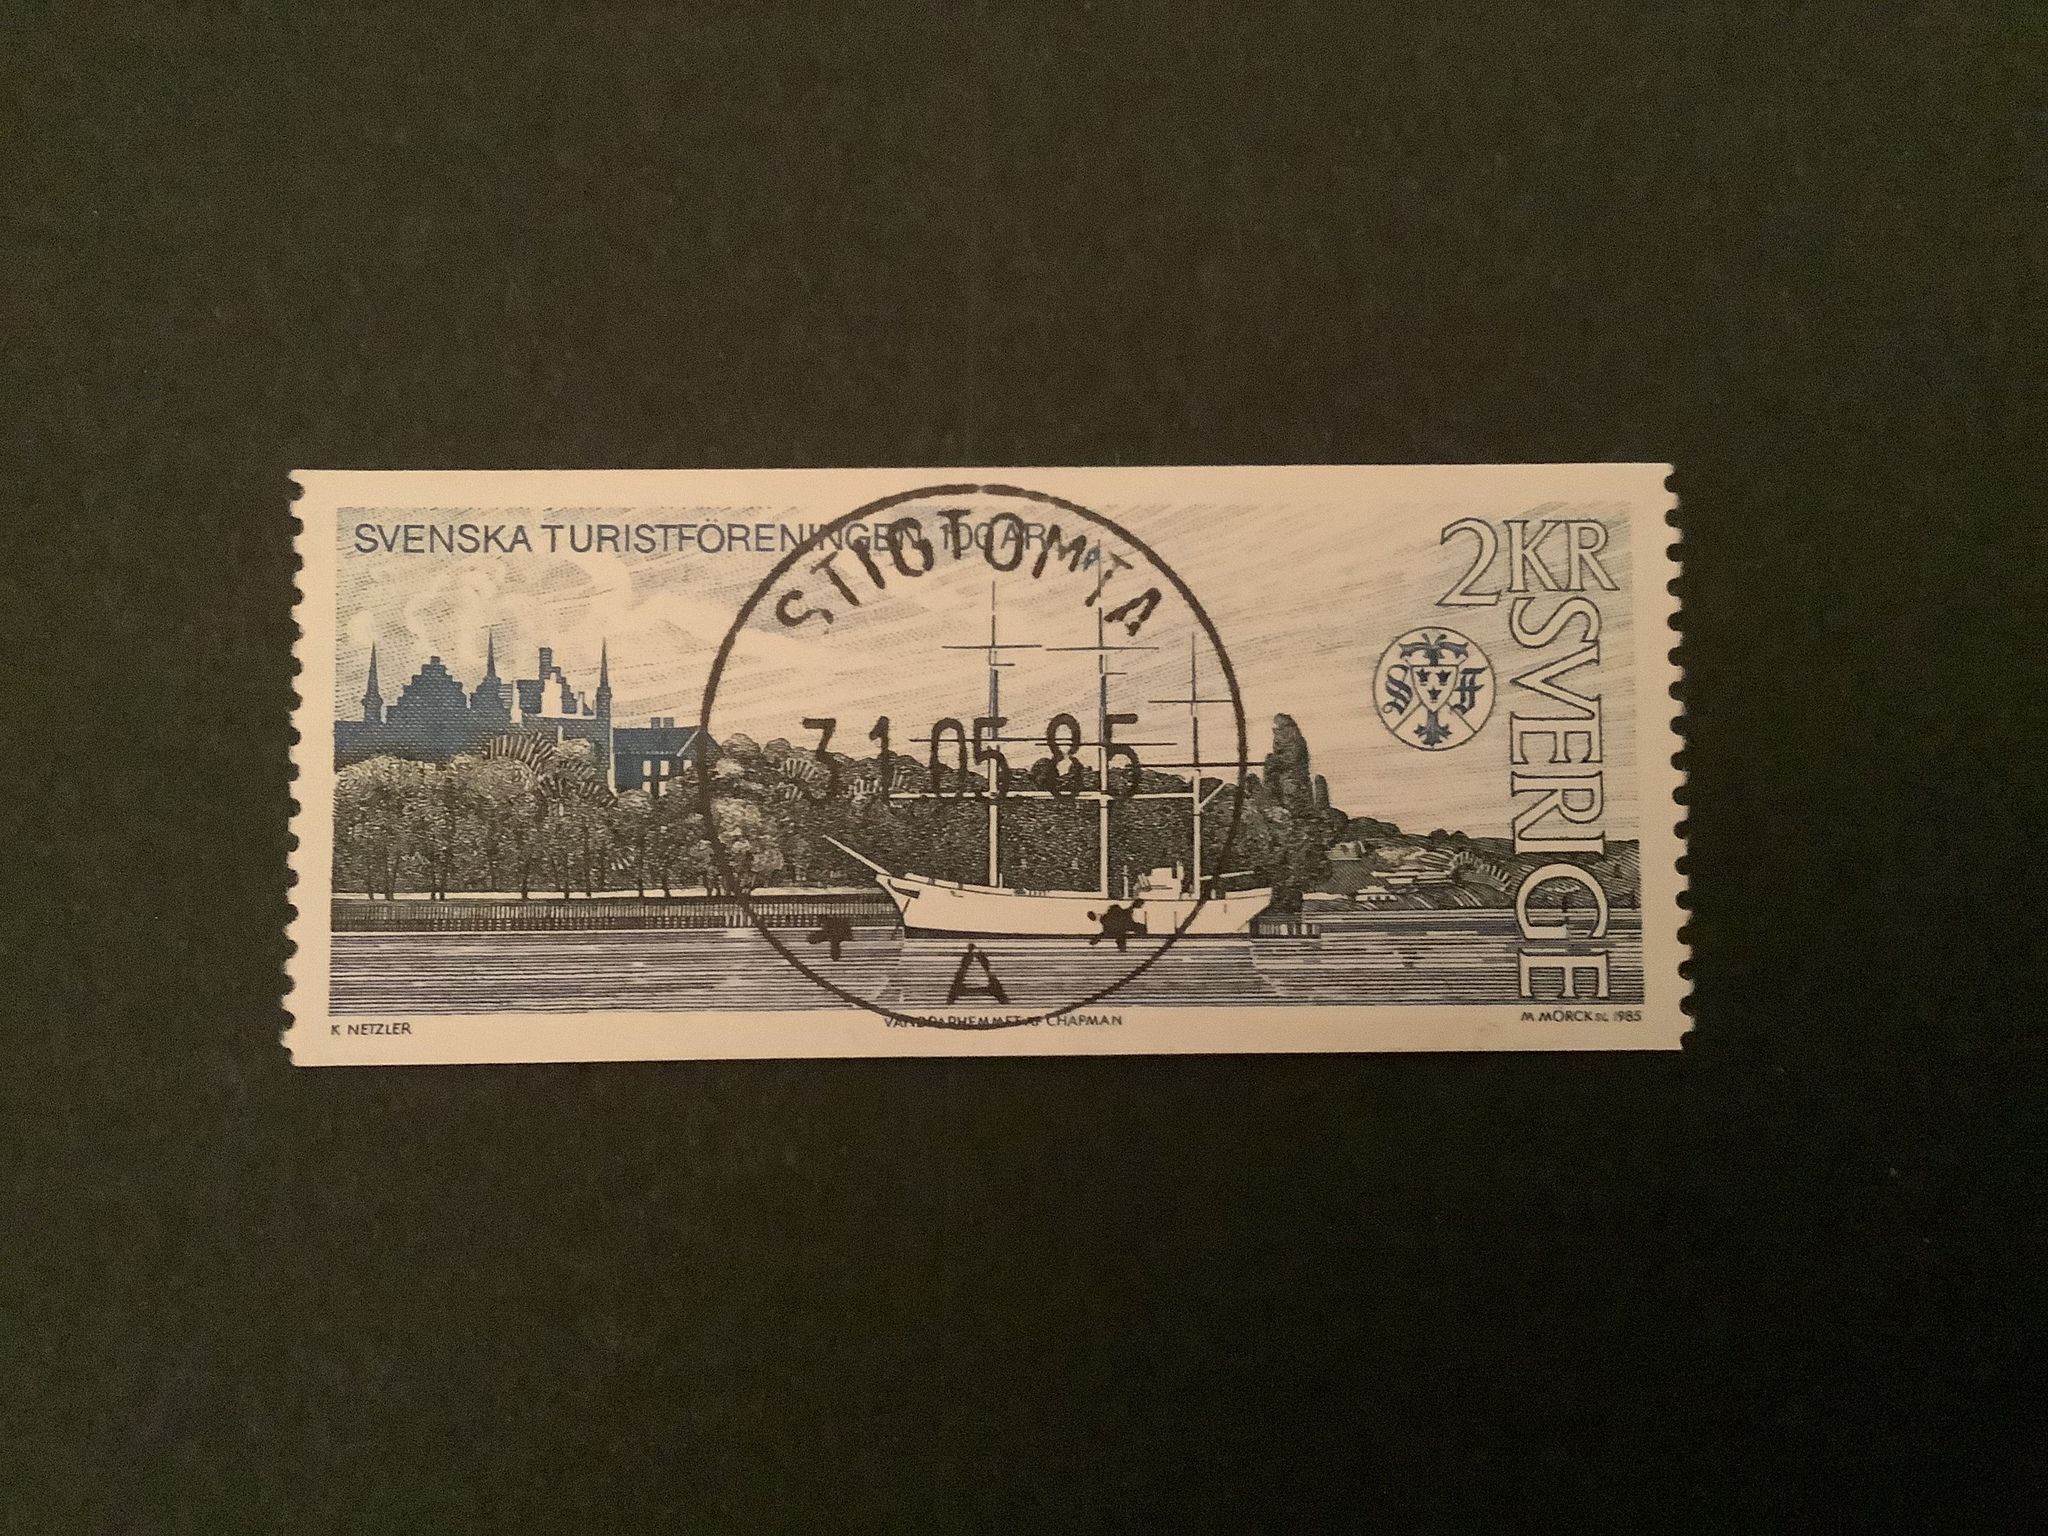 SVENSKA TURISTFÖRENINGEN 100 ÅR
2KR
SVERIGE
S F
STIGTOMTA
31 05 85
A
K NETZLER
VANDRARHEMMET AF CHAPMAN
M MÖRCK SC 1985